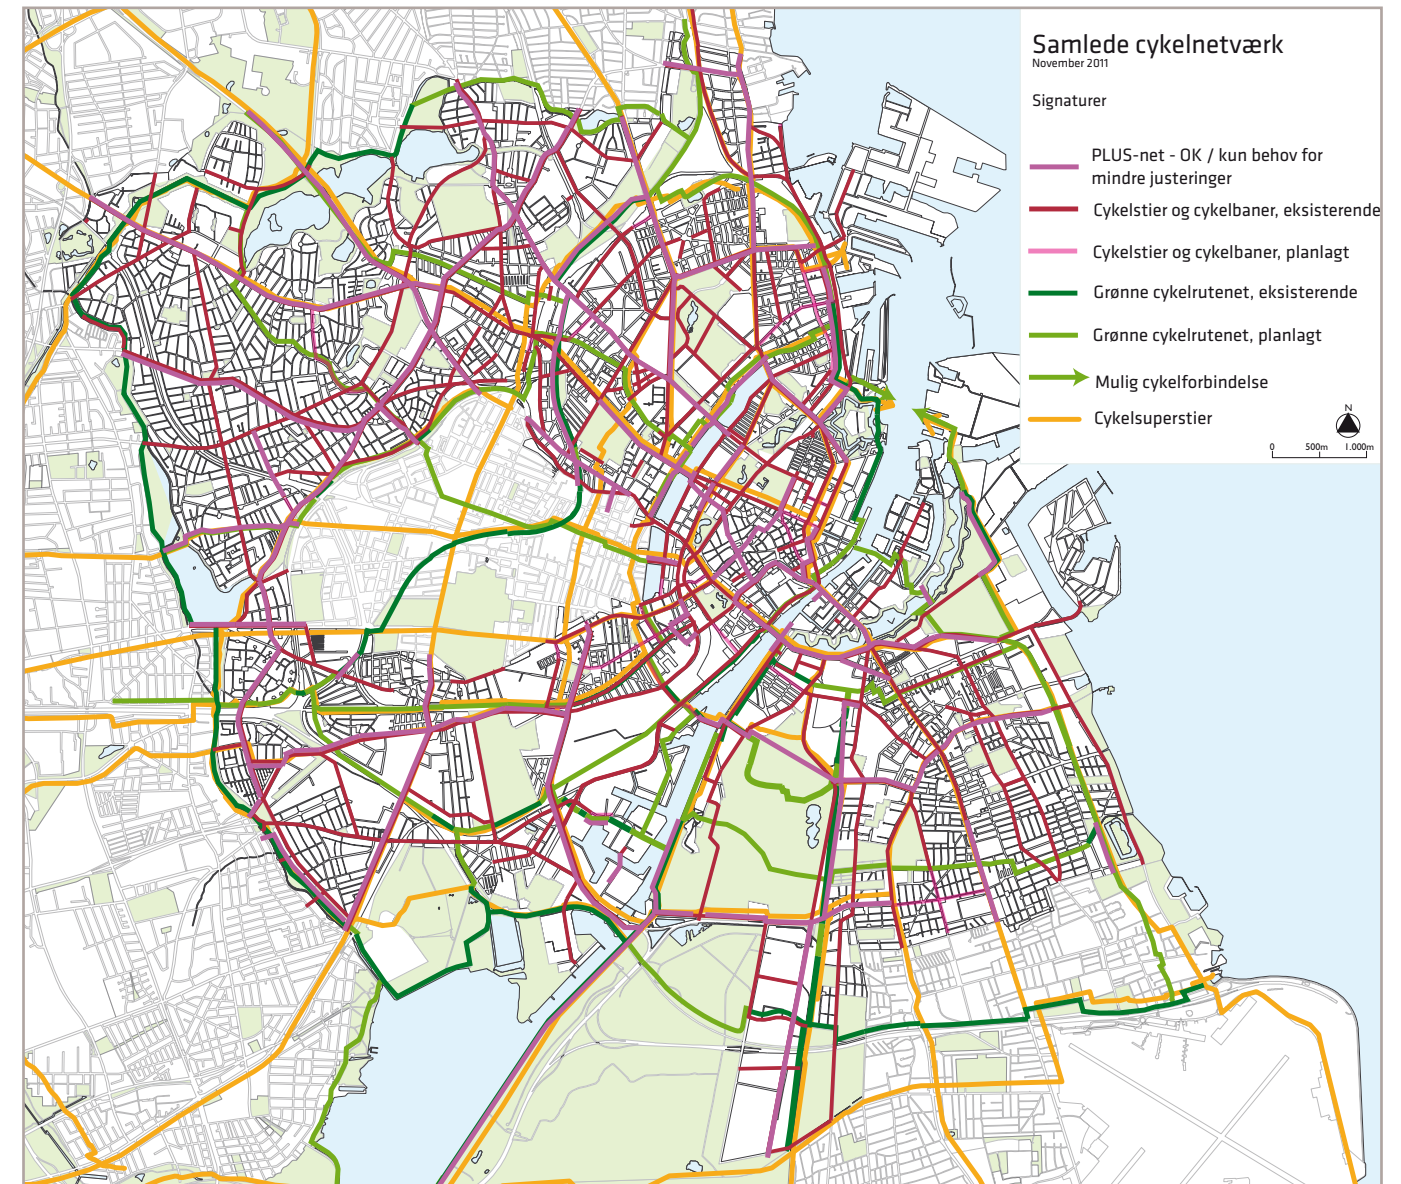 Samlede cykelnetværk
November 2011
Signaturer
PLUS-net - OK / kun behov for
mindre justeringer
Cykelstier og cykelbaner, eksisterende
Cykelstier og cykelbaner, planlagt
Grønne cykelrutenet, eksisterende
Grønne cykelrutenet, planlagt
Mulig cykelforbindelse
Cykelsuperstier
N
0 500m 1.000m